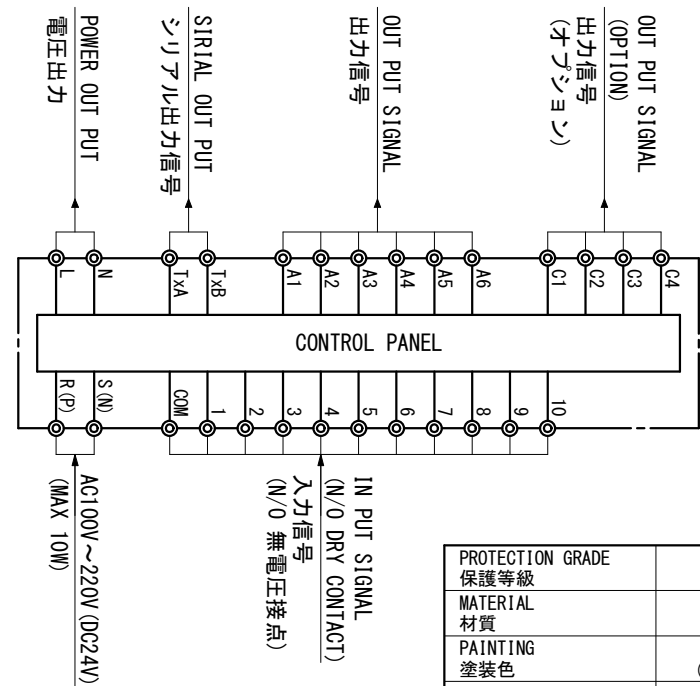 POWER OUT PUT
電圧出力
SIRIAL OUT PUT
シリアル出力信号
OUT PUT SIGNAL
出力信号
OUT PUT SIGNAL
(OPTION)
出力信号
(オプション)
L
N
TxA
TxB
A1
A2
A3
A4
A5
A6
C1
C2
C3
C4
CONTROL PANEL
R(P)
S(N)
COM
1
2
3
4
5
6
7
8
9
10
AC100V～220V(DC24V)
(MAX 10W)
IN PUT SIGNAL
(N/O DRY CONTACT)
入力信号
(N/O 無電圧接点)
PROTECTION GRADE
保護等級
MATERIAL
材質
PAINTING
塗装色
(